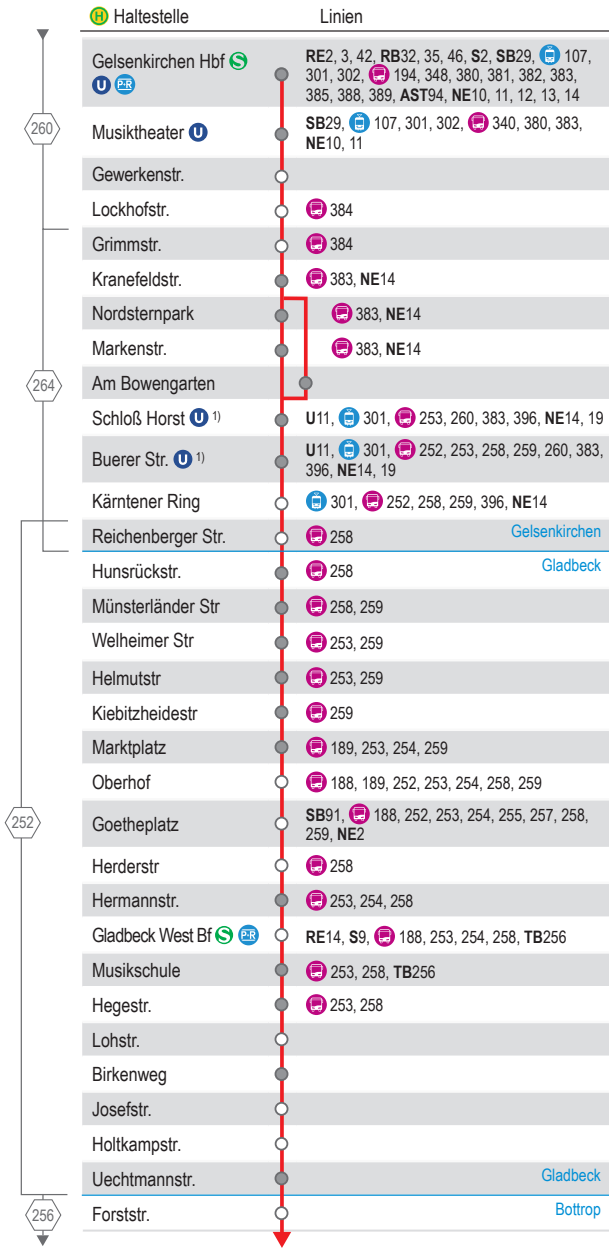 H Haltestelle Linien
Gelsenkirchen Hbf S RE2, 3, 42, RB32, 35, 46, S2, SB29, 107,
U P+R 301, 302, 194, 348, 380, 381, 382, 383,
385, 388, 389, AST94, NE10, 11, 12, 13, 14
260
Musiktheater U SB29, 107, 301, 302, 340, 380, 383,
NE10, 11
Gewerkenstr.
Lockhofstr. 384
Grimmstr. 384
Kranefeldstr. 383, NE14
Nordsternpark 383, NE14
Markenstr. 383, NE14
264
Am Bowengarten
Schloß Horst U 1) U11, 301, 253, 260, 383, 396, NE14, 19
Buerer Str. U 1) U11, 301, 252, 253, 258, 259, 260, 383,
396, NE14, 19
Kärntener Ring 301, 252, 258, 259, 396, NE14
Reichenberger Str. 258 Gelsenkirchen
Hunsrückstr. 258 Gladbeck
Münsterländer Str 258, 259
Welheimer Str 253, 259
Helmutstr 253, 259
Kiebitzheidestr 259
Marktplatz 189, 253, 254, 259
Oberhof 188, 189, 252, 253, 254, 258, 259
252
Goetheplatz SB91, 188, 252, 253, 254, 255, 257, 258,
259, NE2
Herderstr 258
Hermannstr. 253, 254, 258
Gladbeck West Bf S P+R RE14, S9, 188, 253, 254, 258, TB256
Musikschule 253, 258, TB256
Hegestr. 253, 258
Lohstr.
Birkenweg
Josefstr.
Holtkampstr.
Uechtmannstr. Gladbeck
256
Forststr. Bottrop